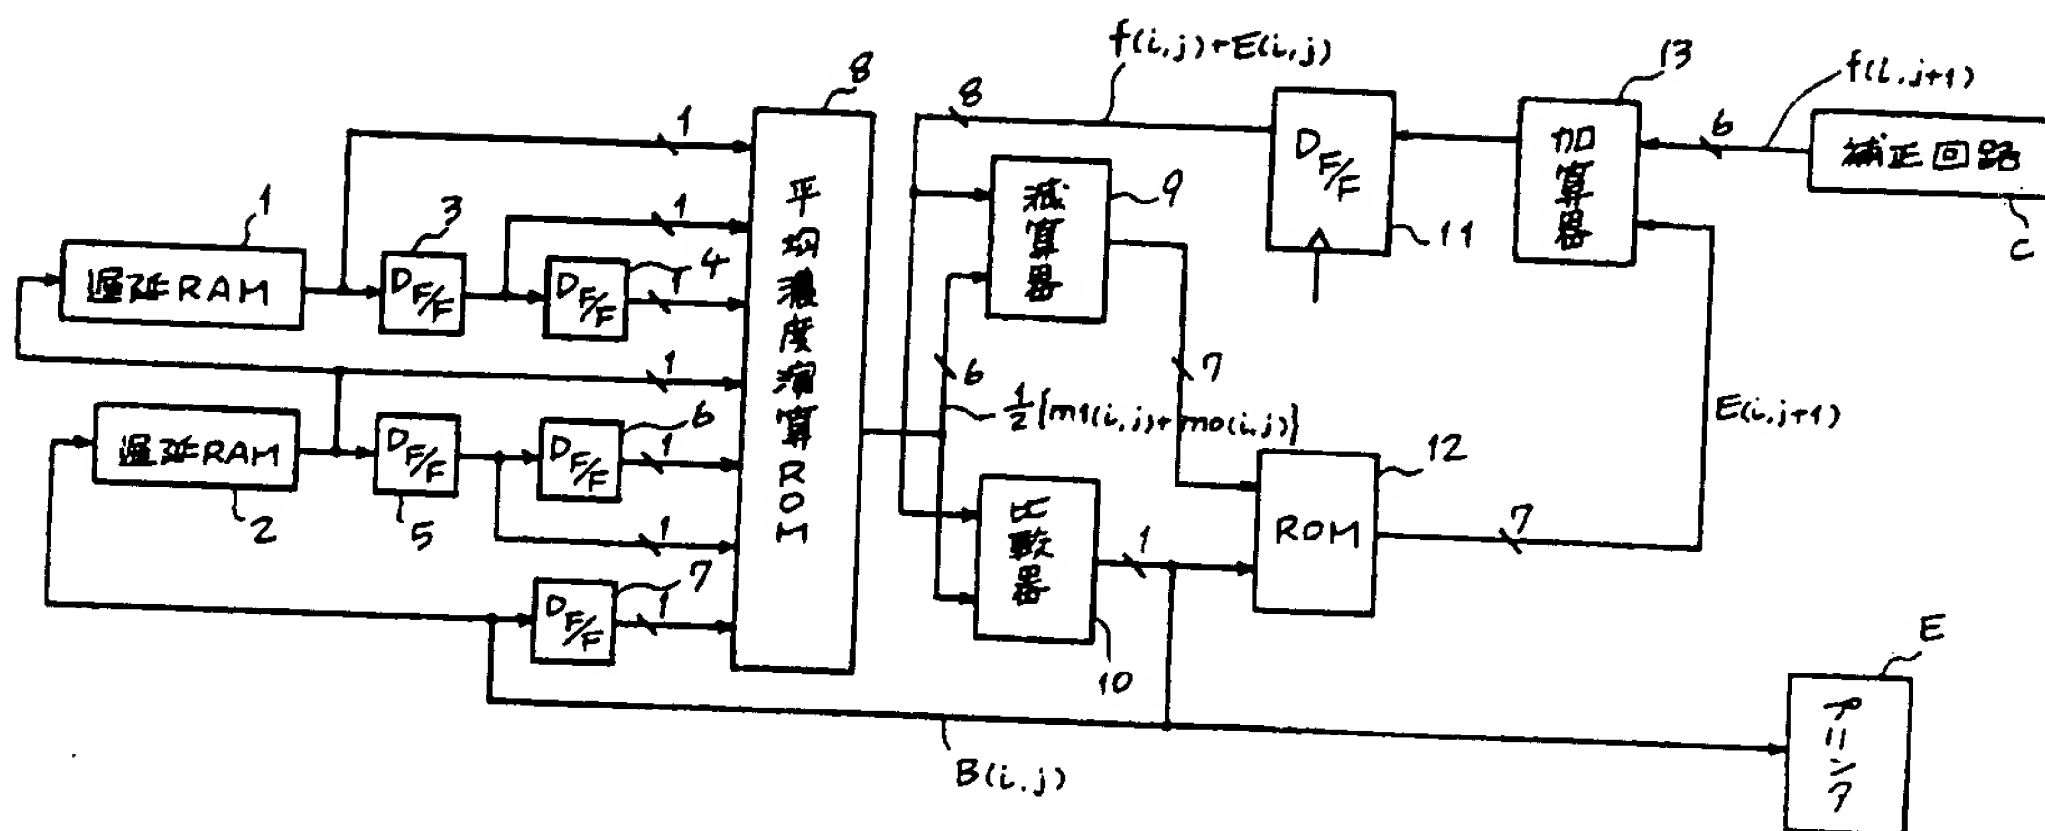 f(i,j)+E(i,j)
13
f(i,j+1)
8
8
1
6
加算器
補正回路
C
D F/F
11
減算器
9
平均濃度演算ROM
1
1
3
遅延RAM
D F/F
4
D F/F
1
1
6
7
1/2{m1(i,j)+m0(i,j)}
E(i,j+1)
遅延RAM
2
D F/F
5
6
D F/F
1
1
12
ROM
7
比較器
10
1
7
D F/F
1
E
プリンタ
B(i,j)